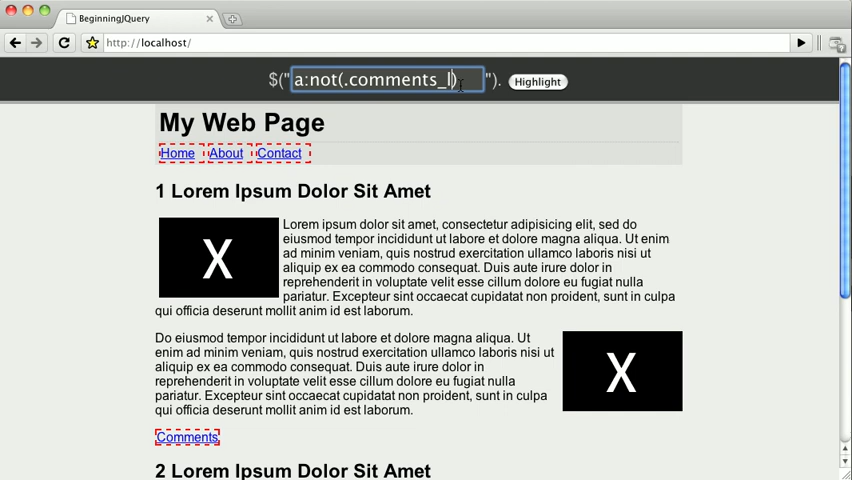 BeginningJQuery
http://localhost/
$(" a:not(.comments_l) "). Highlight
My Web Page
Home About Contact
1 Lorem Ipsum Dolor Sit Amet
X
Lorem ipsum dolor sit amet, consectetur adipisicing elit, sed do
eiusmod tempor incididunt ut labore et dolore magna aliqua. Ut enim
ad minim veniam, quis nostrud exercitation ullamco laboris nisi ut
aliquip ex ea commodo consequat. Duis aute irure dolor in
reprehenderit in voluptate velit esse cillum dolore eu fugiat nulla
pariatur. Excepteur sint occaecat cupidatat non proident, sunt in culpa
qui officia deserunt mollit anim id est laborum.
Do eiusmod tempor incididunt ut labore et dolore magna aliqua. Ut
enim ad minim veniam, quis nostrud exercitation ullamco laboris nisi ut
aliquip ex ea commodo consequat. Duis aute irure dolor in
reprehenderit in voluptate velit esse cillum dolore eu fugiat nulla
pariatur. Excepteur sint occaecat cupidatat non proident, sunt in culpa
qui officia deserunt mollit anim id est laborum.
X
Comments
2 Lorem Ipsum Dolor Sit Amet